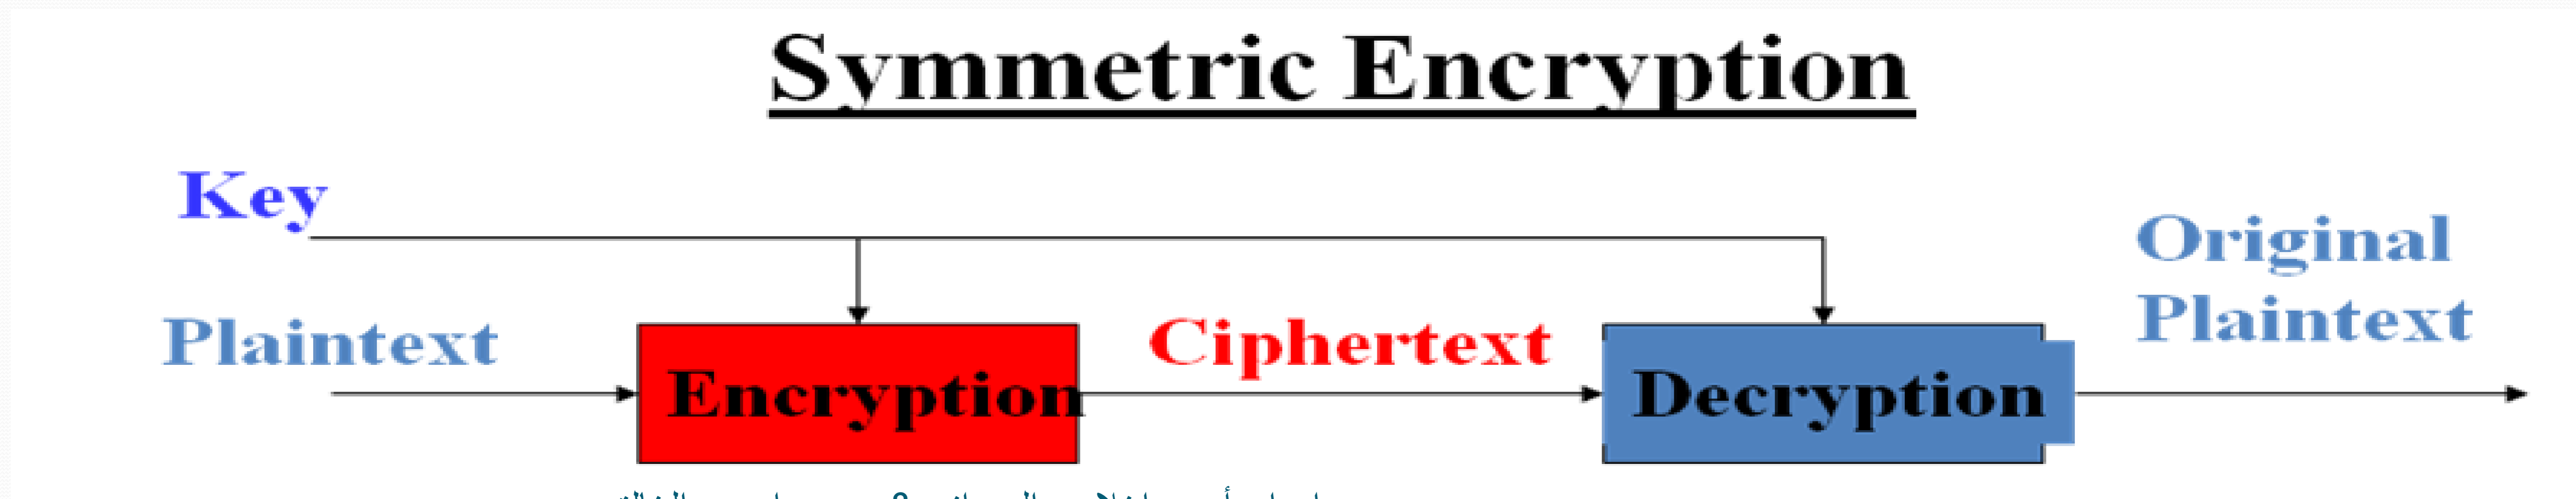 Symmetric Encryption
Key
Original
Plaintext
Plaintext
Ciphertext
Encryption
Decryption